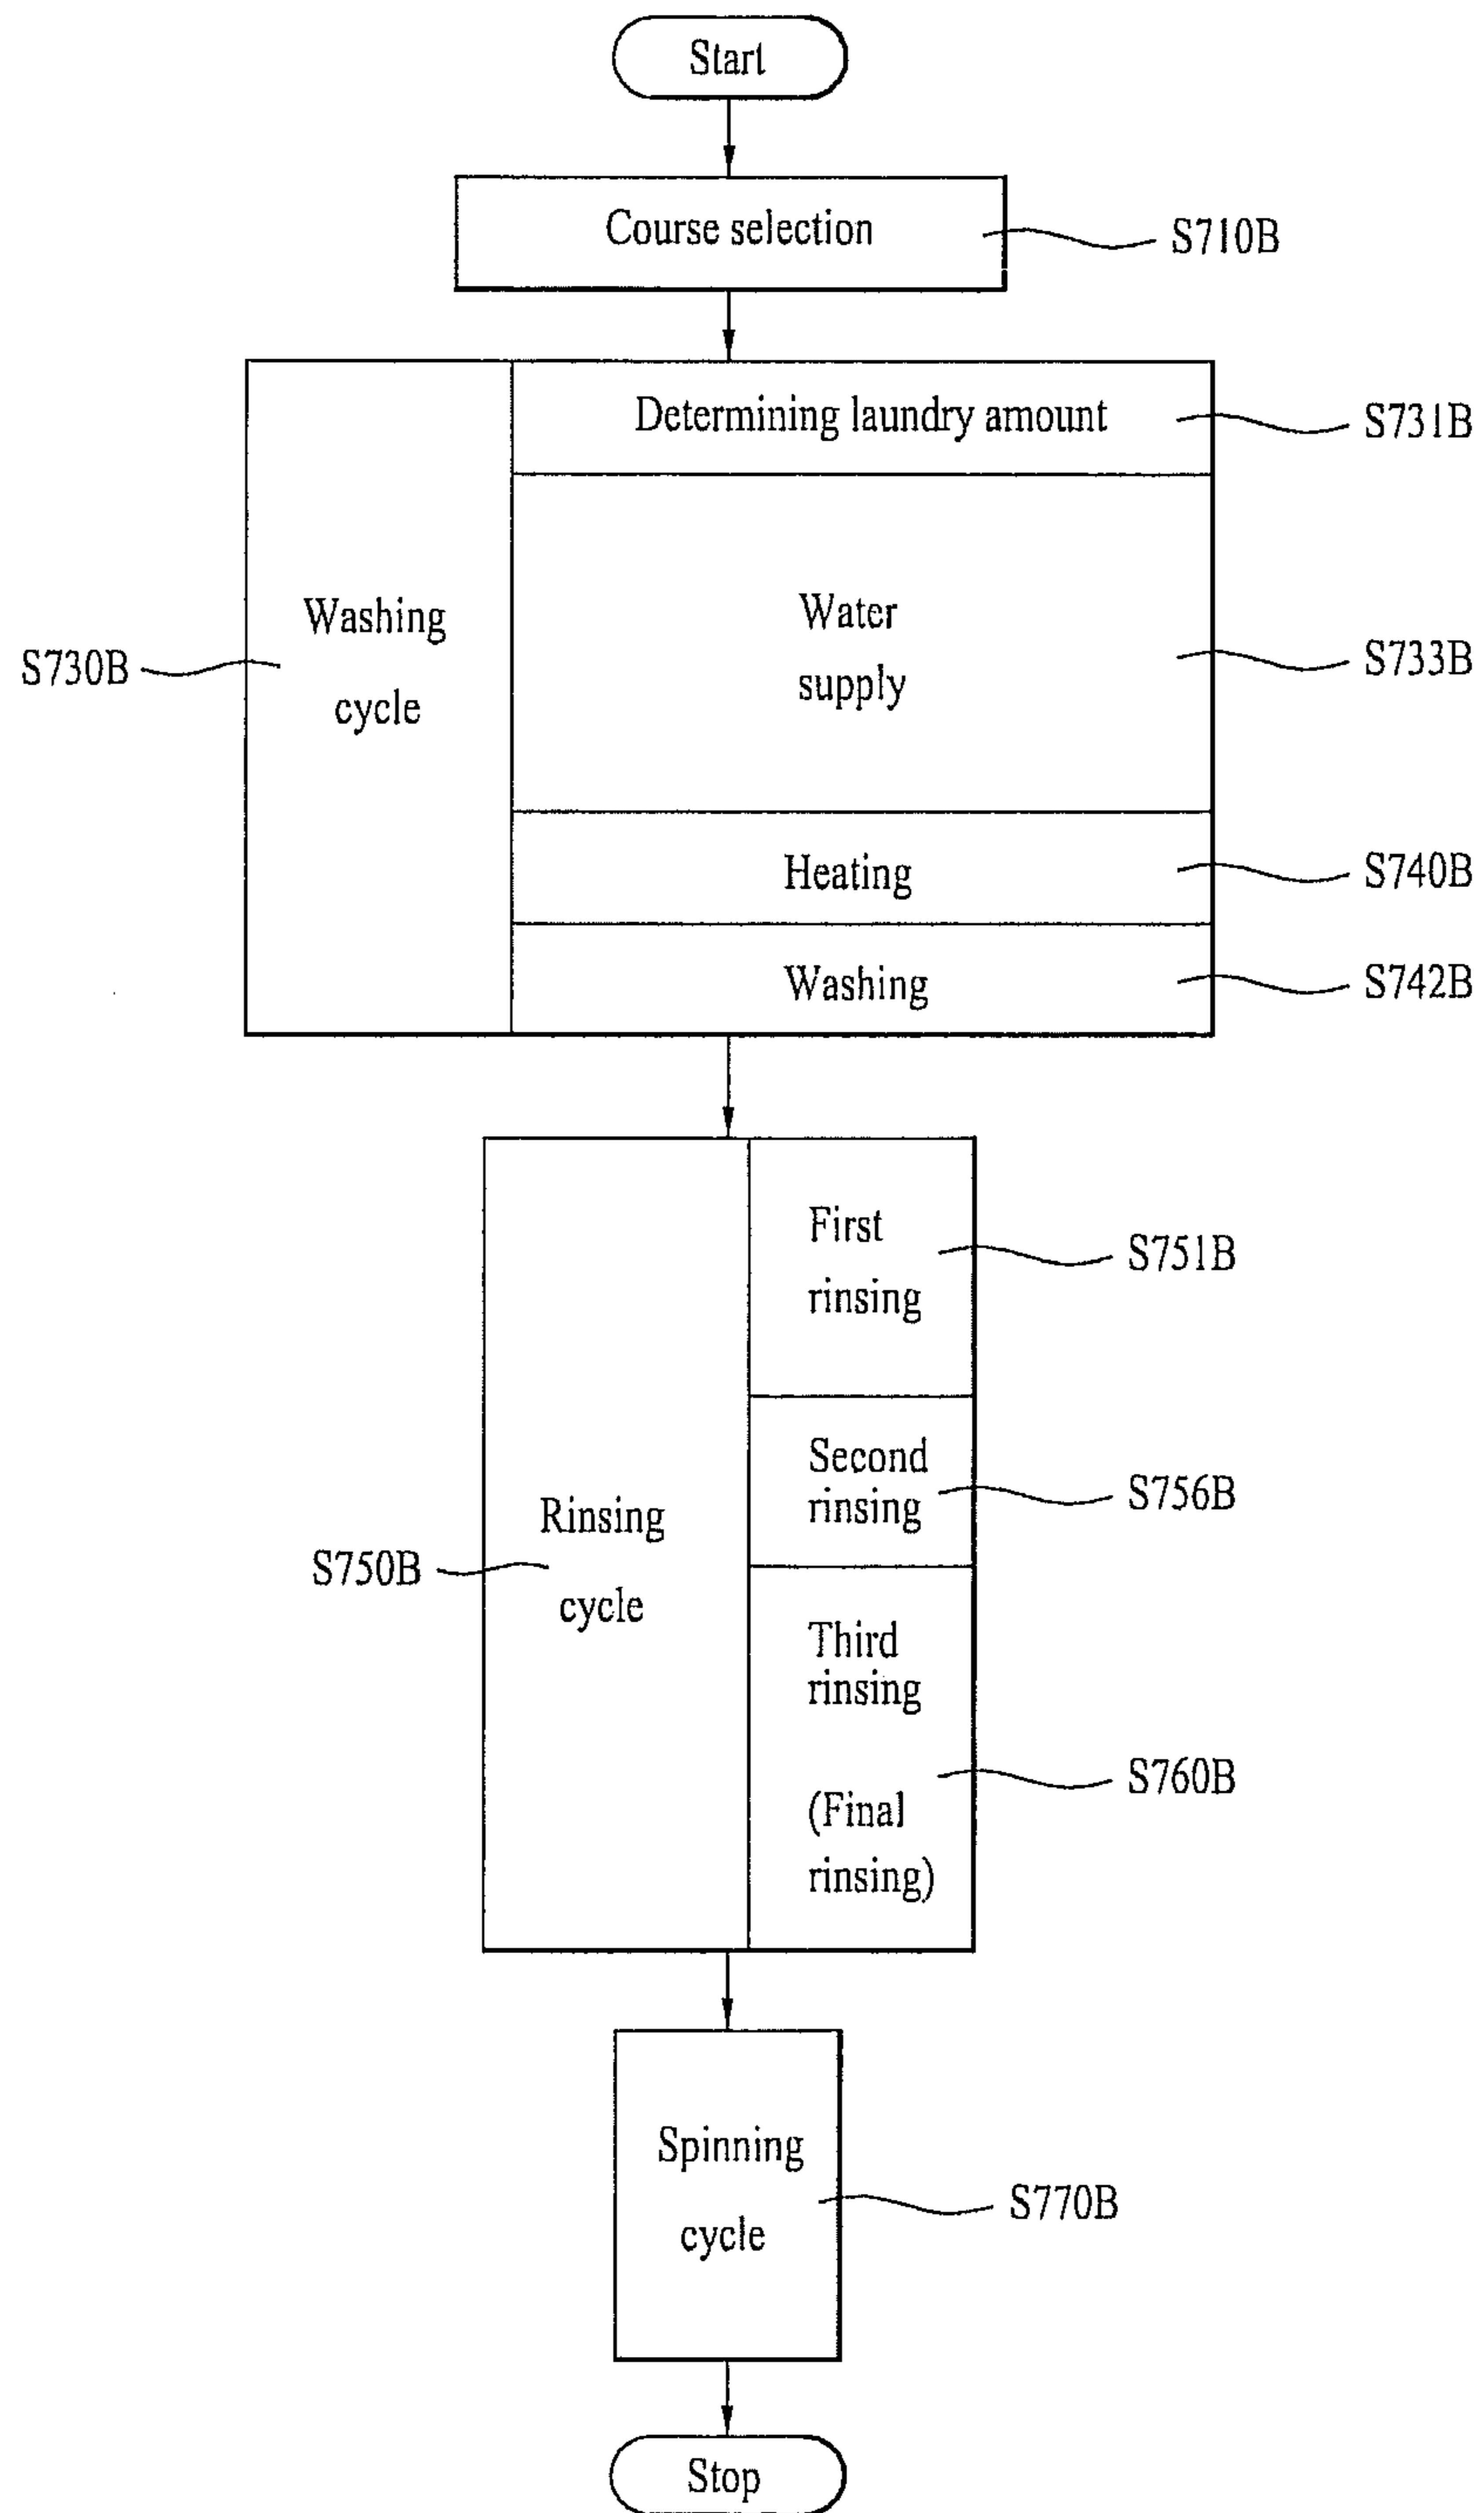 Start
Course selection
S710B
Determining laundry amount
S731B
Washing
cycle
S730B
Water
supply
S733B
Heating
S740B
Washing
S742B
First
rinsing
S751B
Second
rinsing
S756B
Rinsing
cycle
S750B
Third
rinsing
(Final
rinsing)
S760B
Spinning
cycle
S770B
Stop